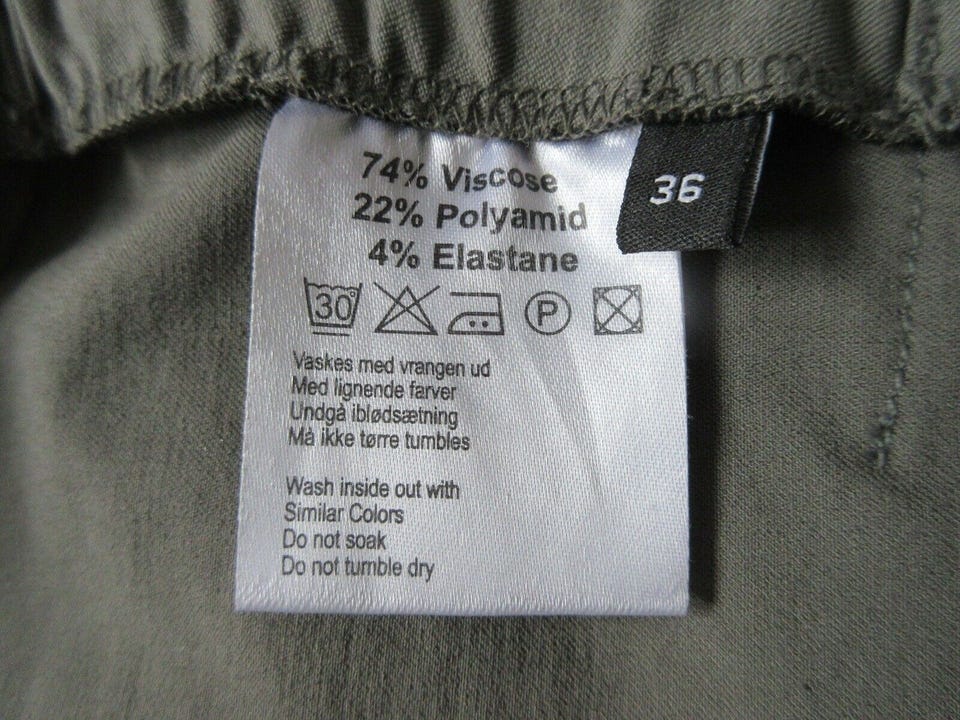 74% Viscose
22% Polyamid
4% Elastane
36
30 P
Vaskes med vrangen ud
Med lignende farver
Undgå iblødsætning
Må ikke tørre tumbles
Wash inside out with
Similar Colors
Do not soak
Do not tumble dry